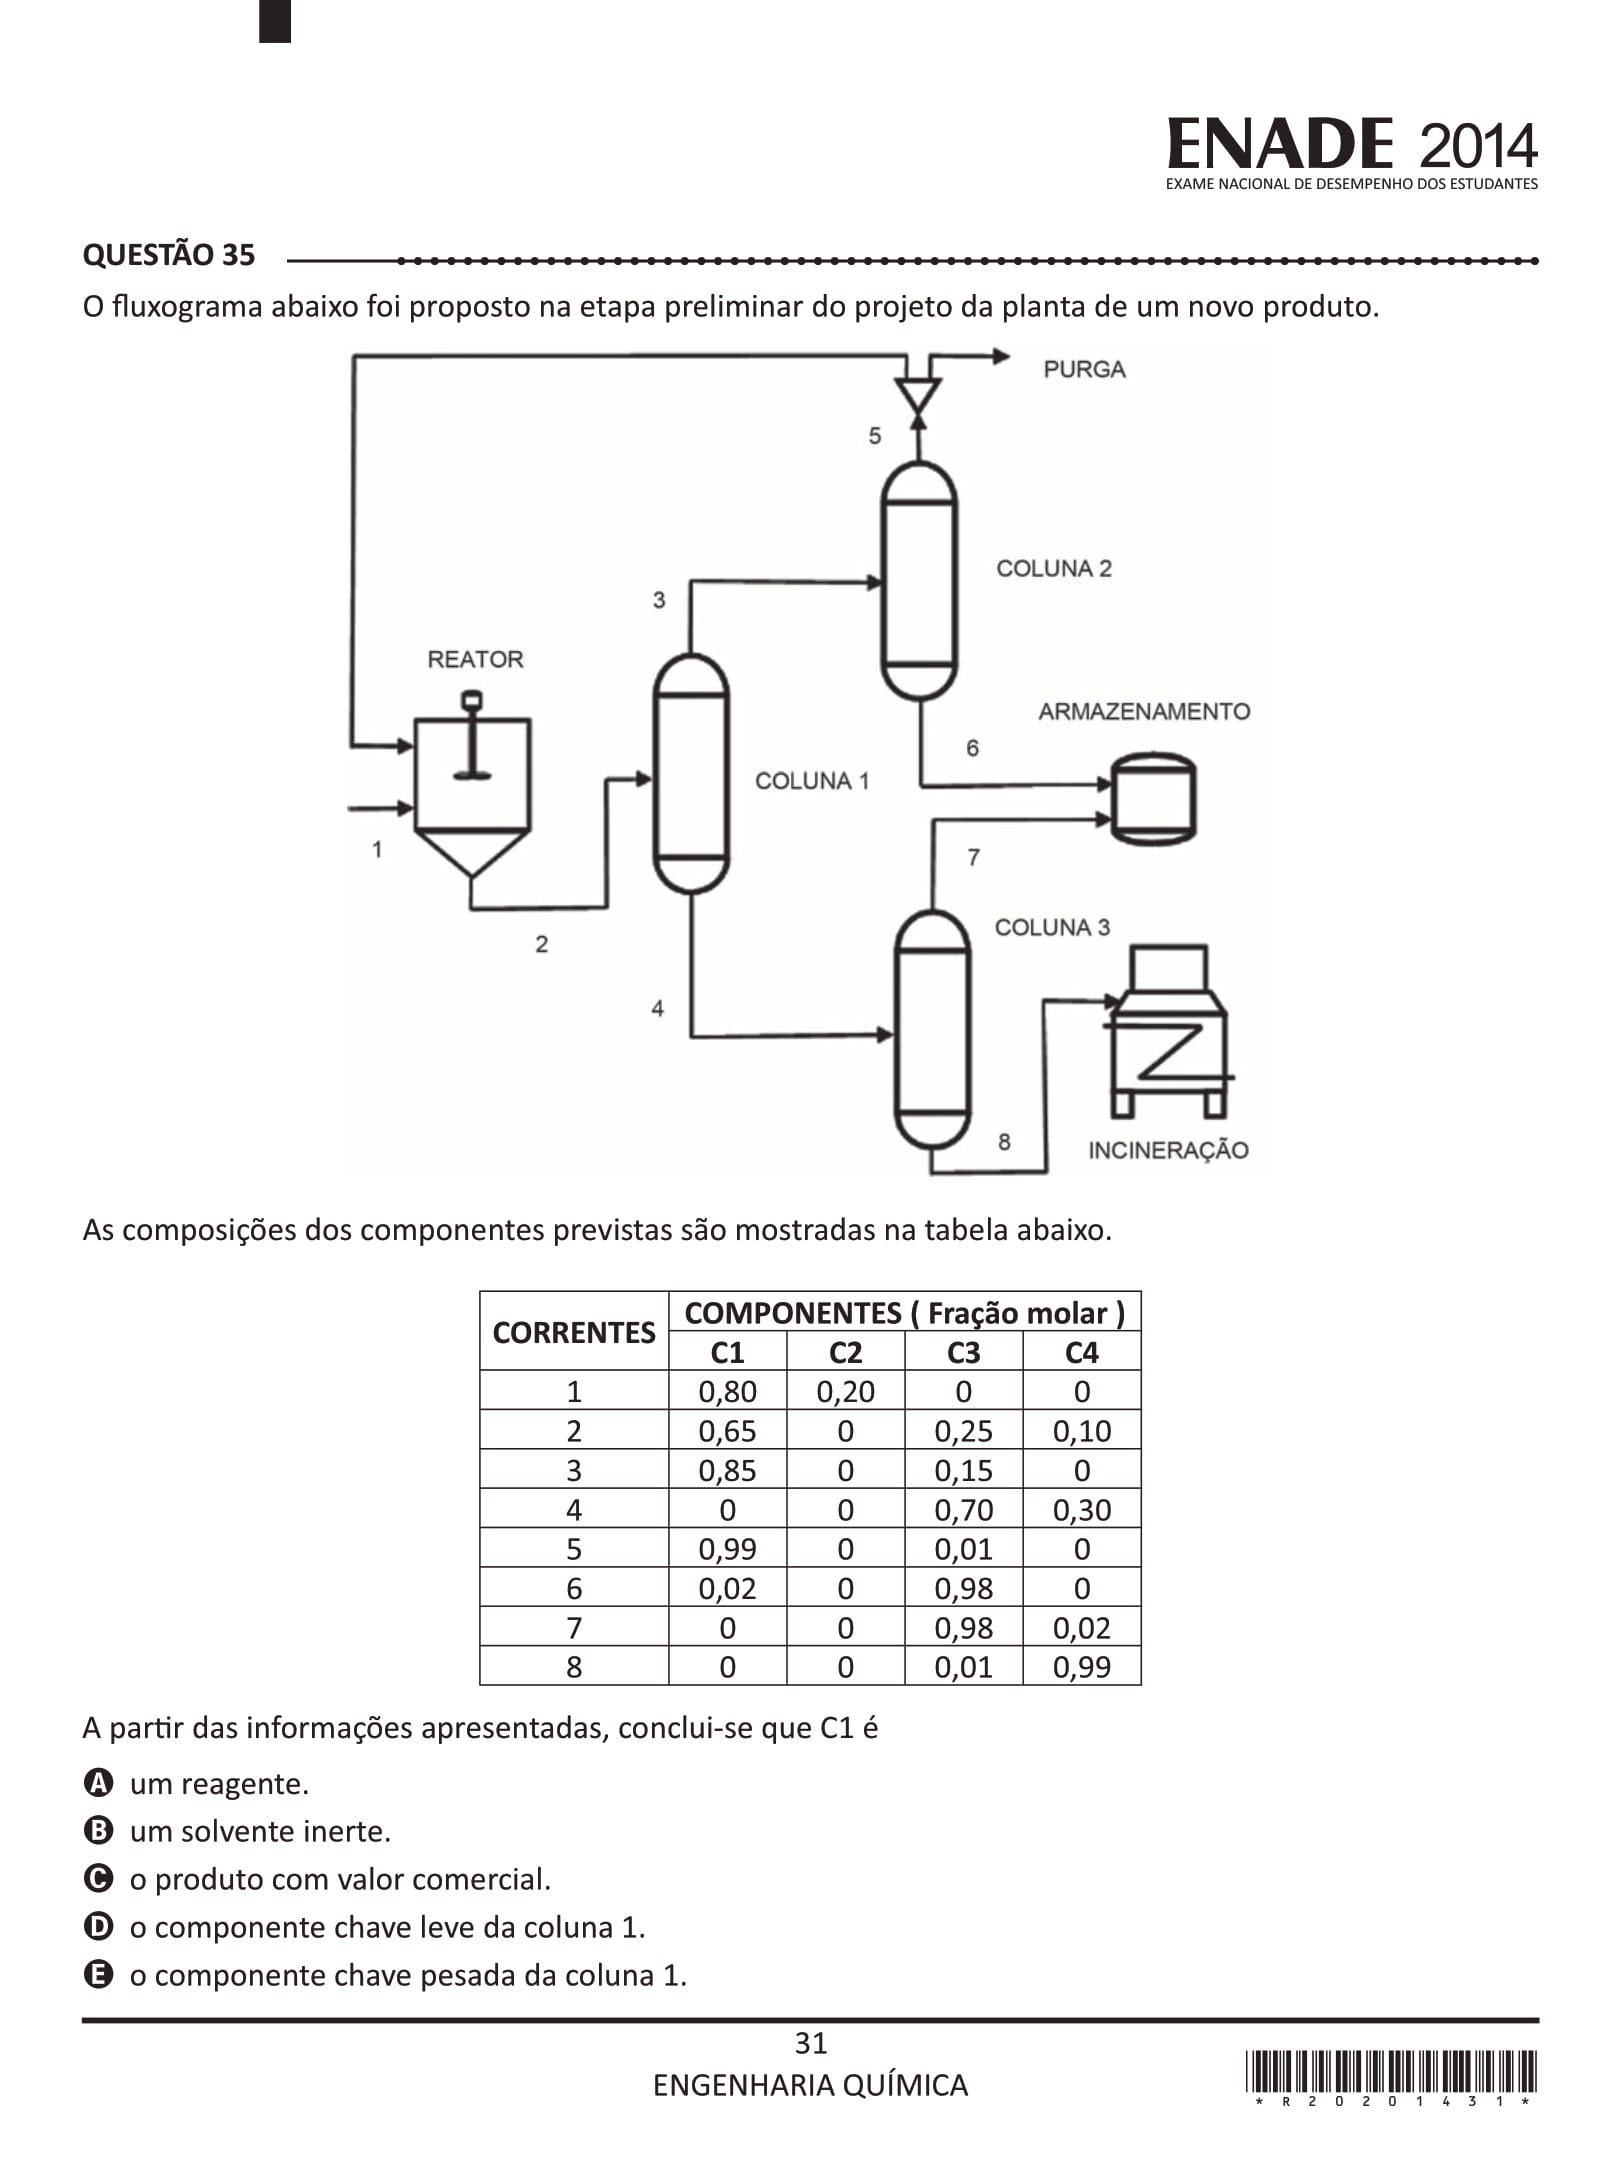 ENADE 2014
EXAME NACIONAL DE DESEMPENHO DOS ESTUDANTES
QUESTÃO 35
O fluxograma abaixo foi proposto na etapa preliminar do projeto da planta de um novo produto.
PURGA
5
COLUNA 2
3
REATOR
ARMAZENAMENTO
6
COLUNA 1
1
7
COLUNA 3
2
4
8
INCINERAÇÃO
As composições dos componentes previstas são mostradas na tabela abaixo.
CORRENTES COMPONENTES ( Fração molar )
C1 C2 C3 C4
1 0,80 0,20 0 0
2 0,65 0 0,25 0,10
3 0,85 0 0,15 0
4 0 0 0,70 0,30
5 0,99 0 0,01 0
6 0,02 0 0,98 0
7 0 0 0,98 0,02
8 0 0 0,01 0,99
A partir das informações apresentadas, conclui-se que C1 é
A um reagente.
B um solvente inerte.
C o produto com valor comercial.
D o componente chave leve da coluna 1.
E o componente chave pesada da coluna 1.
31
ENGENHARIA QUÍMICA
* R 2 0 2 0 1 4 3 1 *